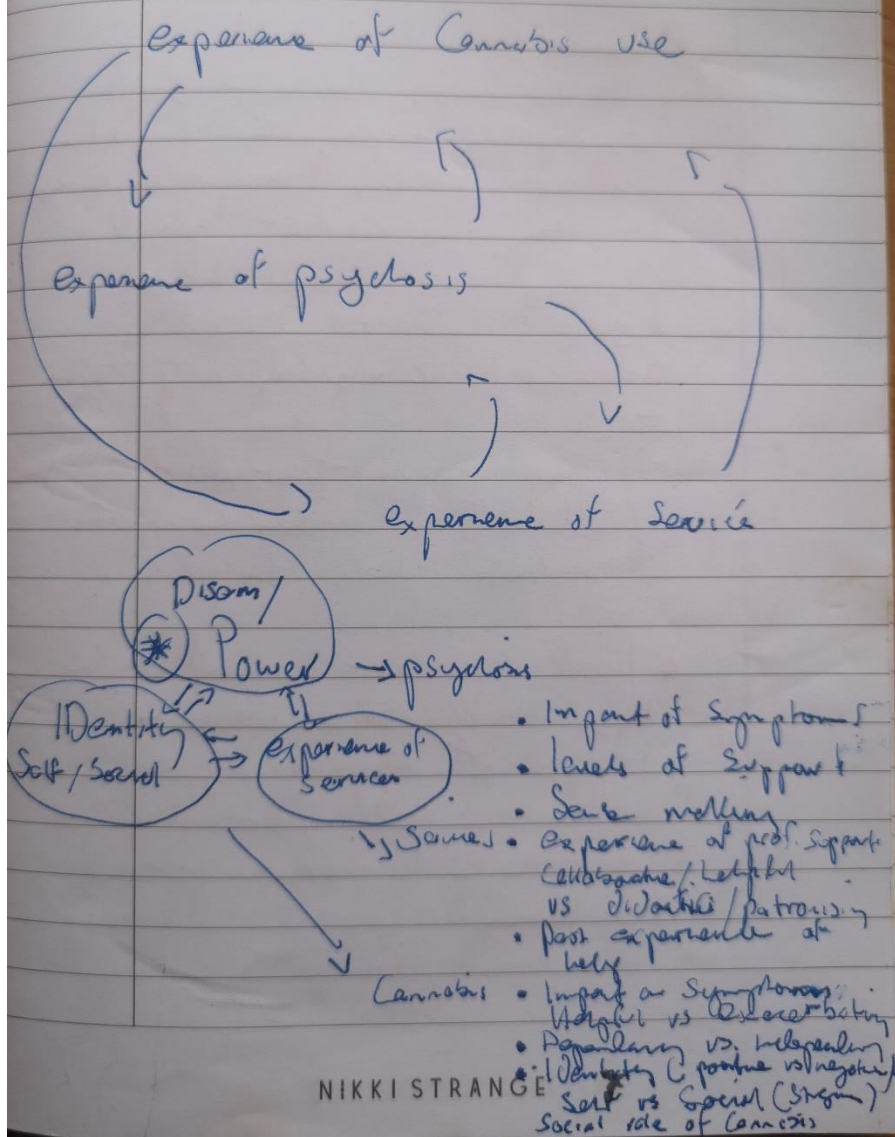 experience of Cannabis use
experience of psychosis
experience of Service
Disem/
Power
→ psychosis
IDentity
Self / Social
experience of
services
• Impact of Symptoms
• levels of Support
• Sense making
Services • experience of prof. support
Collaborative / helpful
vs didactic / patronising
• past experience of
help
Cannabis • Impact on Symptoms
Helpful vs exacerbating
• Dependancy vs. independancy
• IDentity (positive vs negative)
Self vs Social (Stigma)
Social role of Cannabis
NIKKI STRANGE